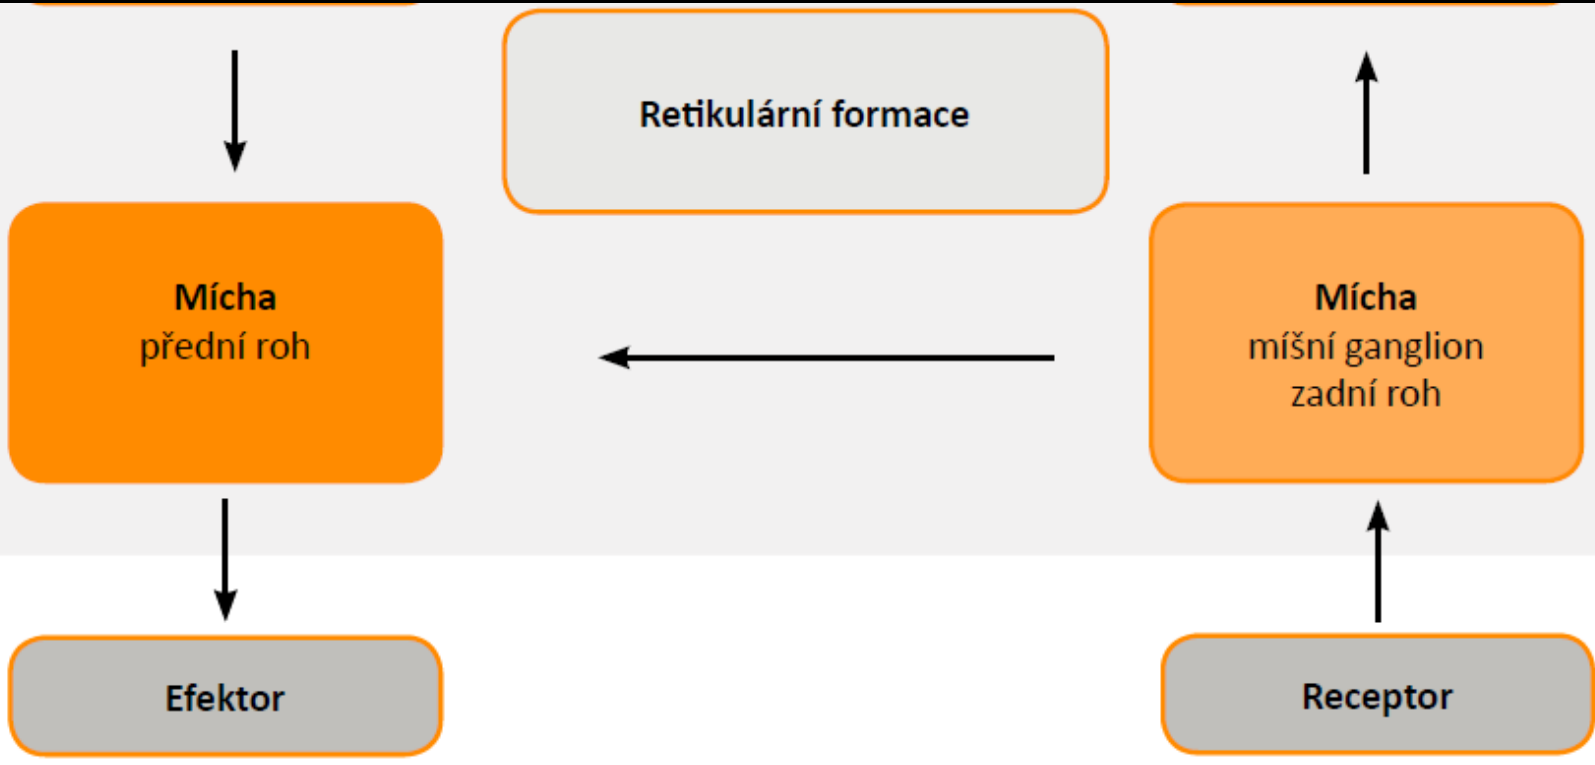 Retikulární formace
Mícha
přední roh
Mícha
míšní ganglion
zadní roh
Efektor
Receptor